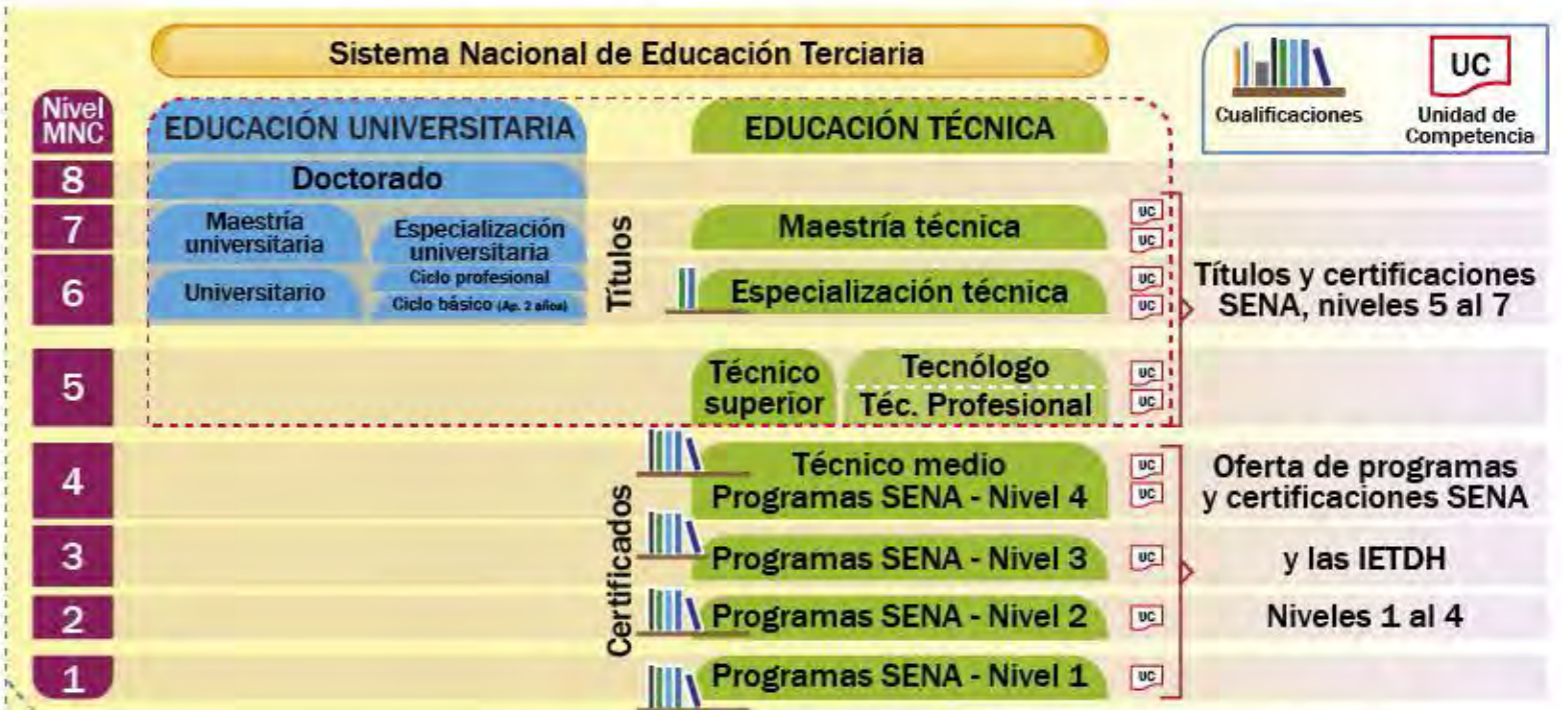 Sistema Nacional de Educación Terciaria
UC
Cualificaciones
Unidad de
Competencia
Nivel
MNC
EDUCACIÓN UNIVERSITARIA
EDUCACIÓN TÉCNICA
8
Doctorado
7
Maestría
universitaria
Especialización
universitaria
Títulos
Maestría técnica
UC
UC
6
Universitario
Ciclo profesional
Ciclo básico (Ap. 2 años)
Especialización técnica
UC
UC
Títulos y certificaciones
SENA, niveles 5 al 7
5
Técnico
superior
Tecnólogo
Téc. Profesional
UC
UC
4
Certificados
Técnico medio
Programas SENA - Nivel 4
UC
UC
Oferta de programas
y certificaciones SENA
3
Programas SENA - Nivel 3
UC
y las IETDH
2
Programas SENA - Nivel 2
UC
Niveles 1 al 4
1
Programas SENA - Nivel 1
UC